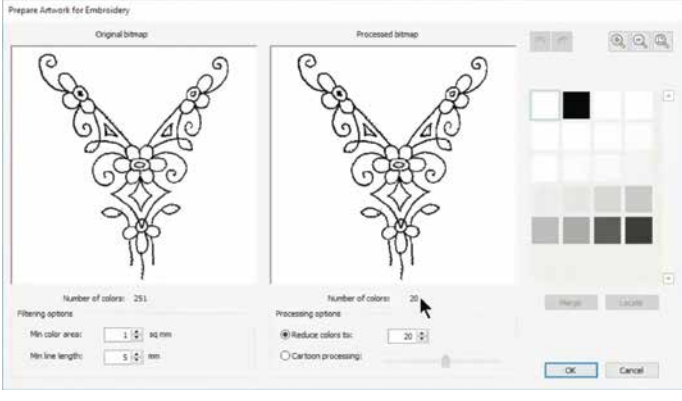 Prepare Artwork for Embroidery
Original bitmap
Processed bitmap
Number of colors: 251
Number of colors: 20
Filtering options
Processing options
Min color area: 1 sq mm
Min line length: 5 mm
Reduce colors to: 20
Cartoon processing:
Merge
Locate
OK
Cancel